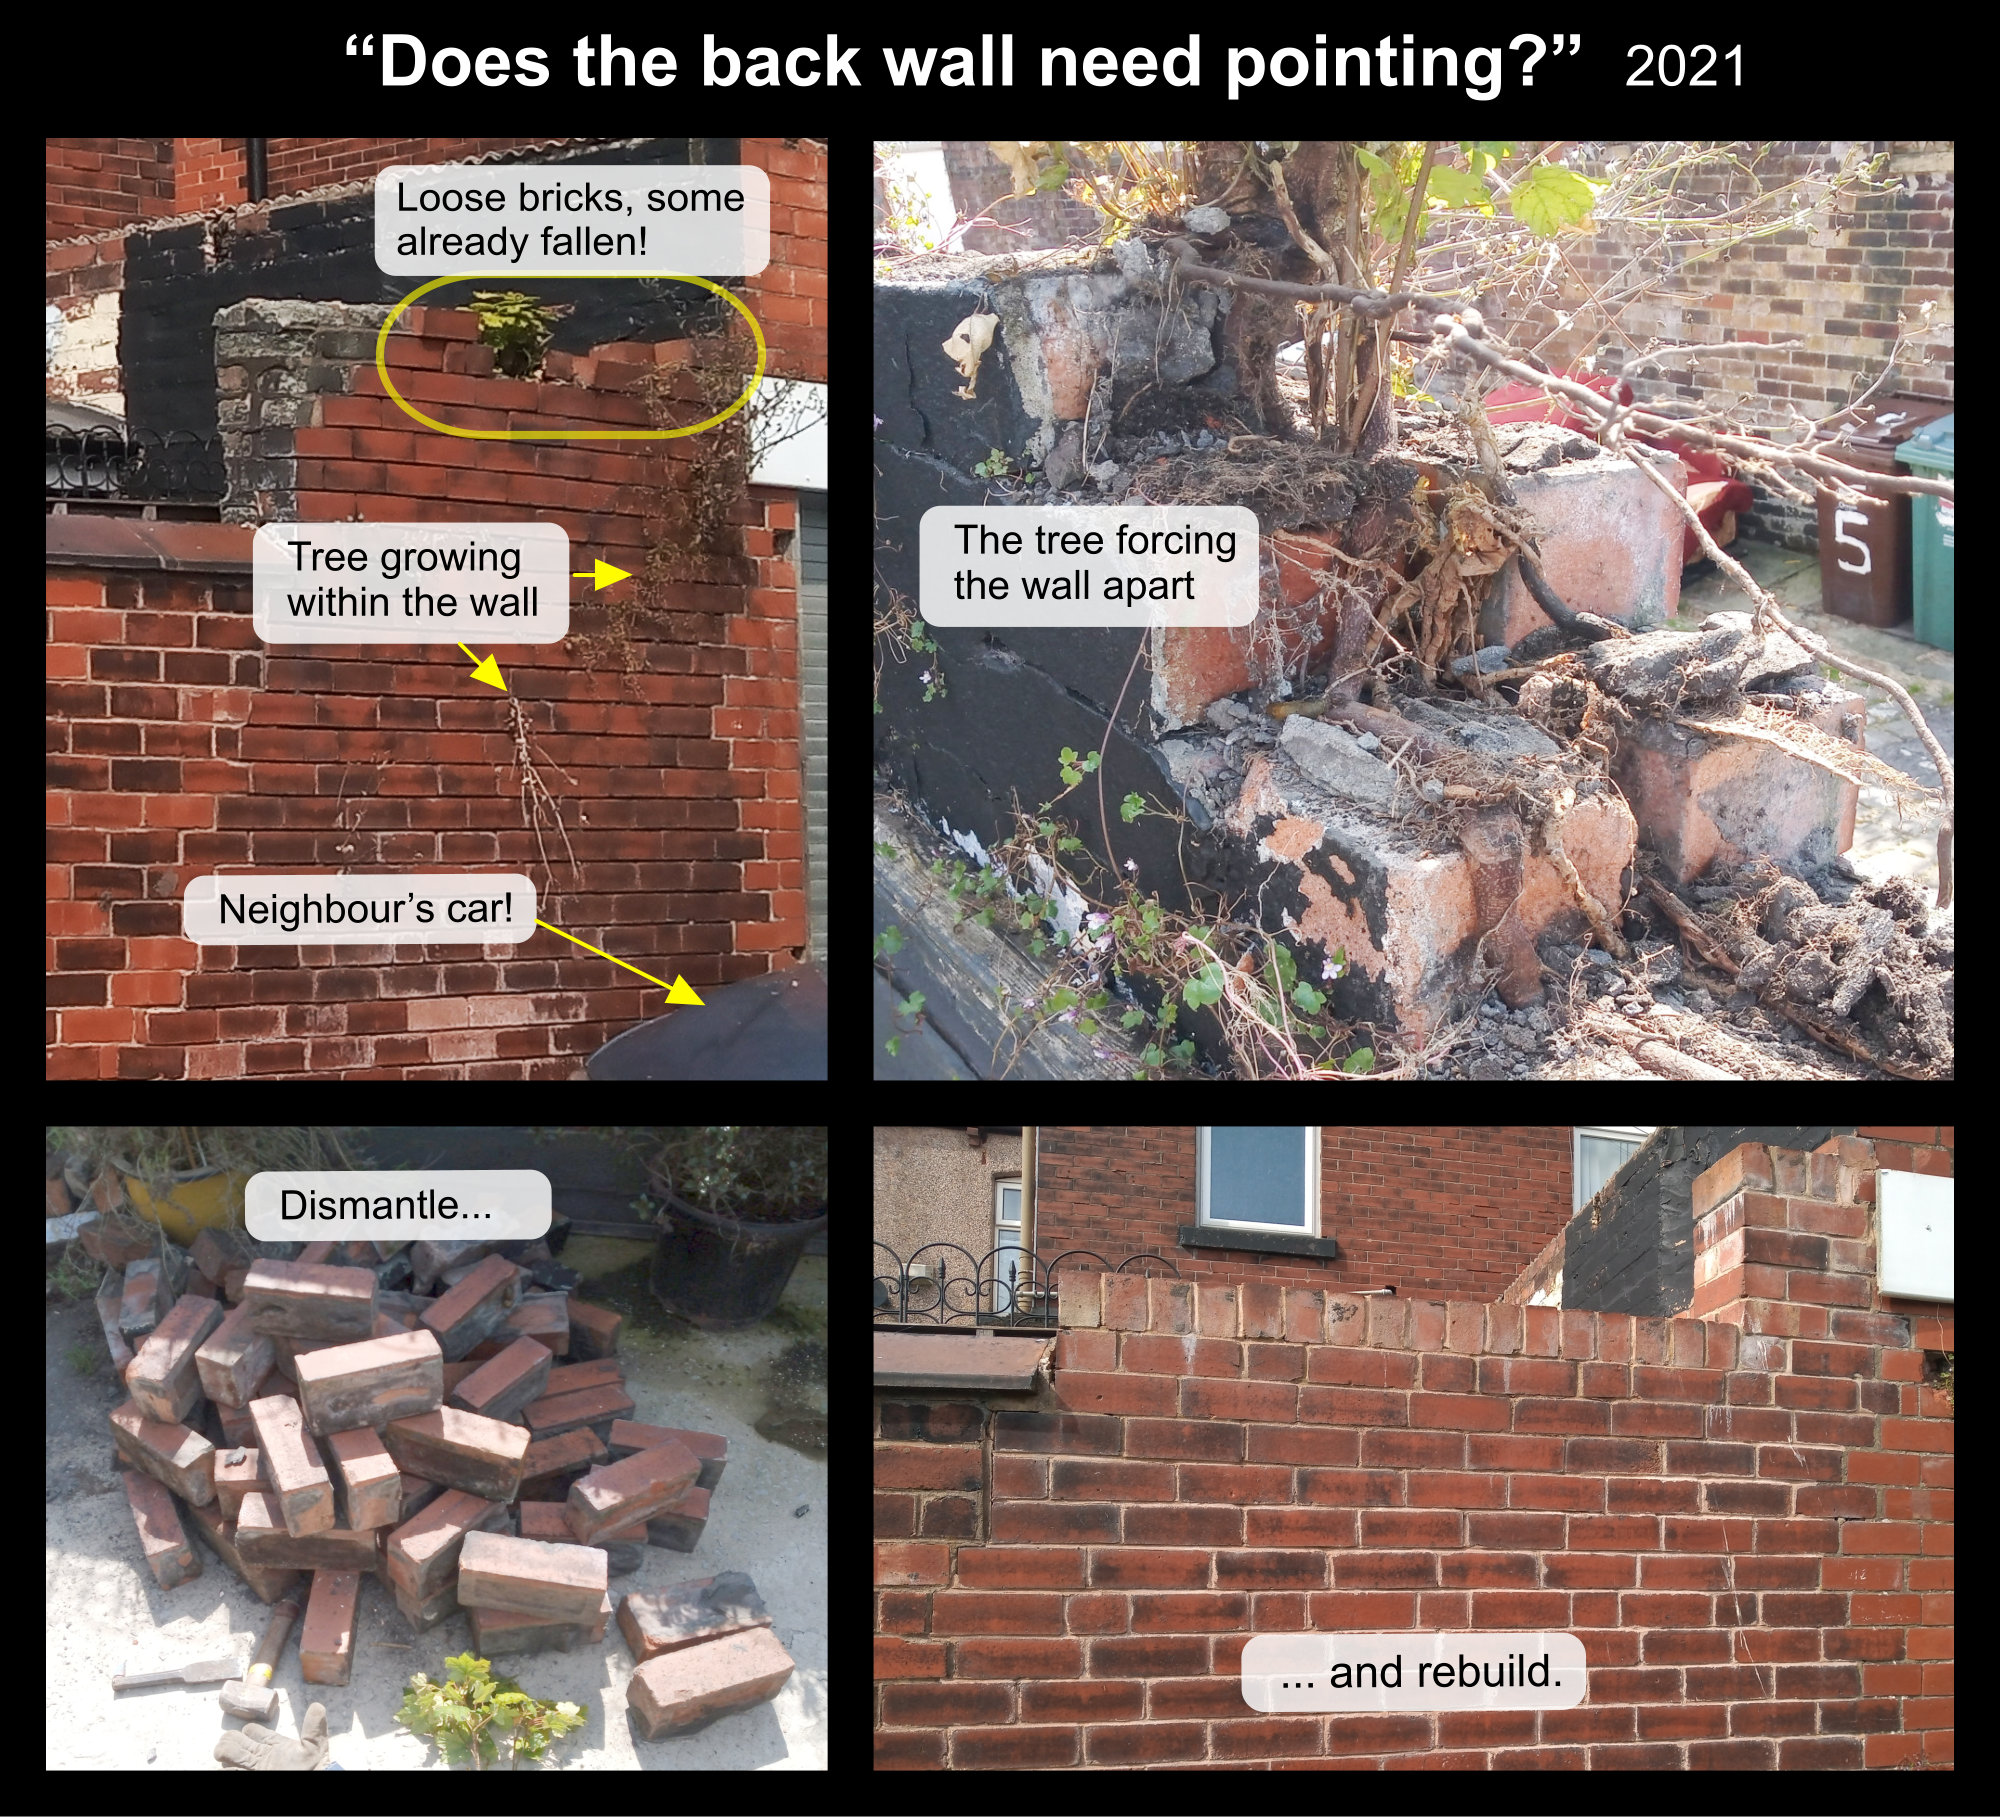 “Does the back wall need pointing?” 2021
Loose bricks, some
already fallen!
Tree growing
within the wall
Neighbour’s car!
The tree forcing
the wall apart
5
Dismantle...
... and rebuild.